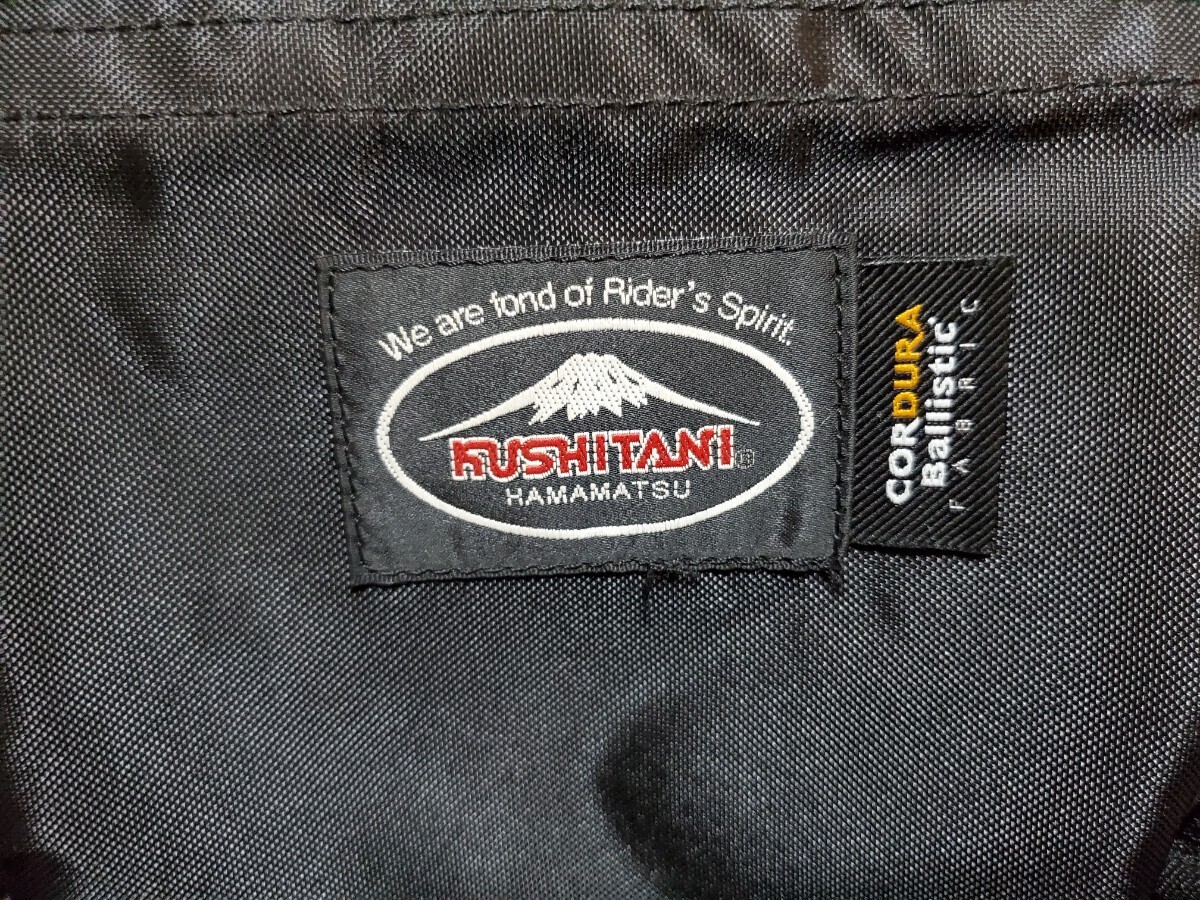 We are fond of Rider's Spirit.
KUSHITANI®
HAMAMATSU
CORDURA
Ballistic
FABRIC